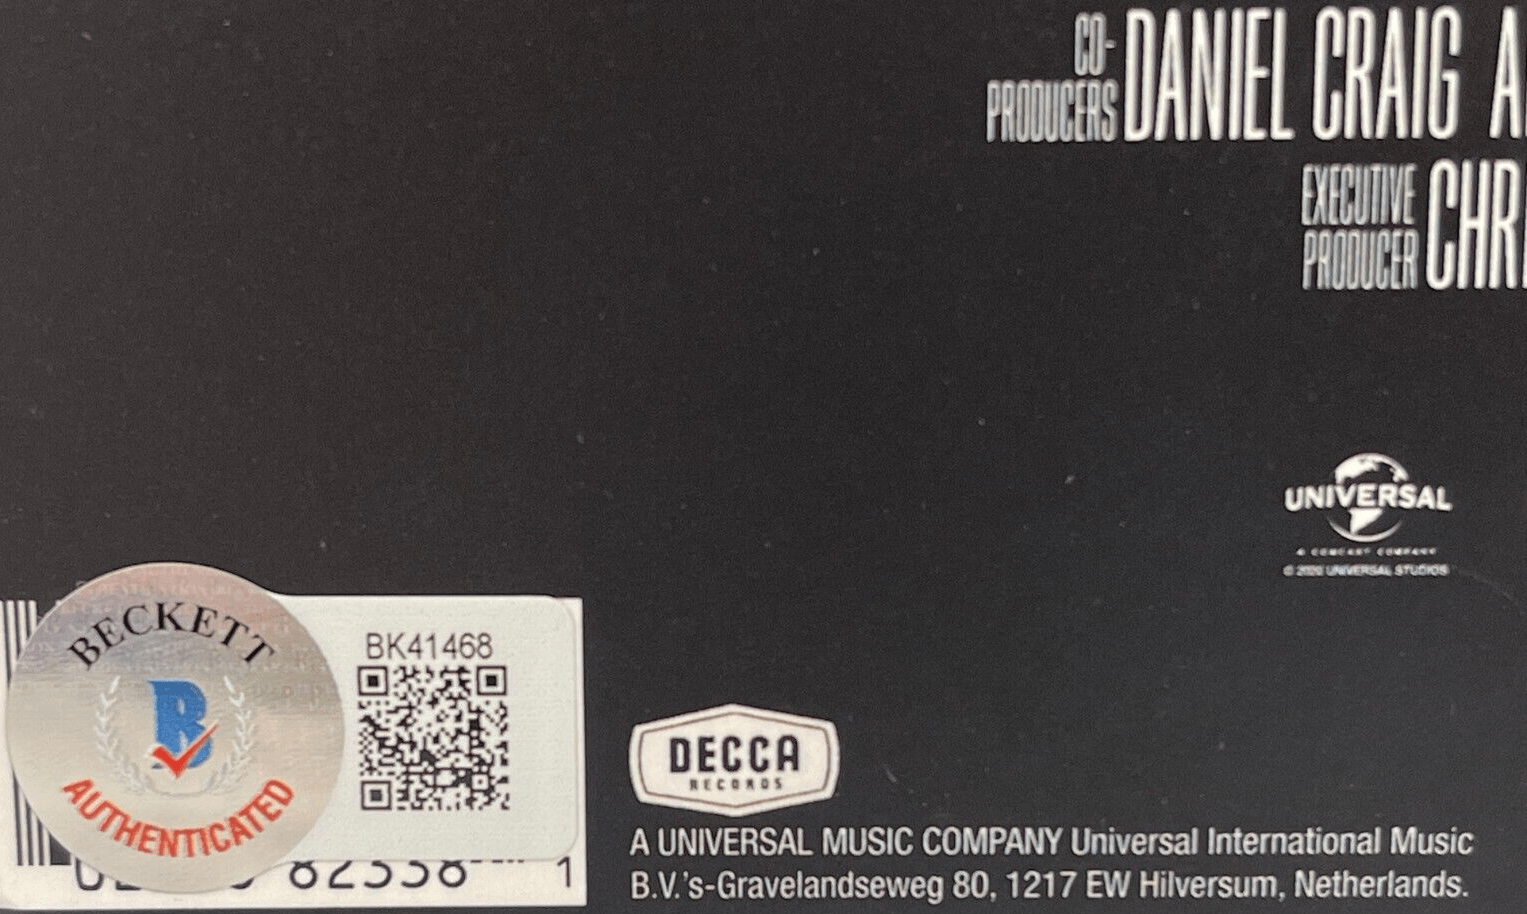 CO-
PRODUCERS DANIEL CRAIG
EXECUTIVE
PRODUCER
UNIVERSAL
A COMCAST COMPANY
© 2020 UNIVERSAL STUDIOS
BECKETT
B
AUTHENTICATED
BK41468
82338 1
DECCA
RECORDS
A UNIVERSAL MUSIC COMPANY Universal International Music
B.V.'s-Gravelandseweg 80, 1217 EW Hilversum, Netherlands.